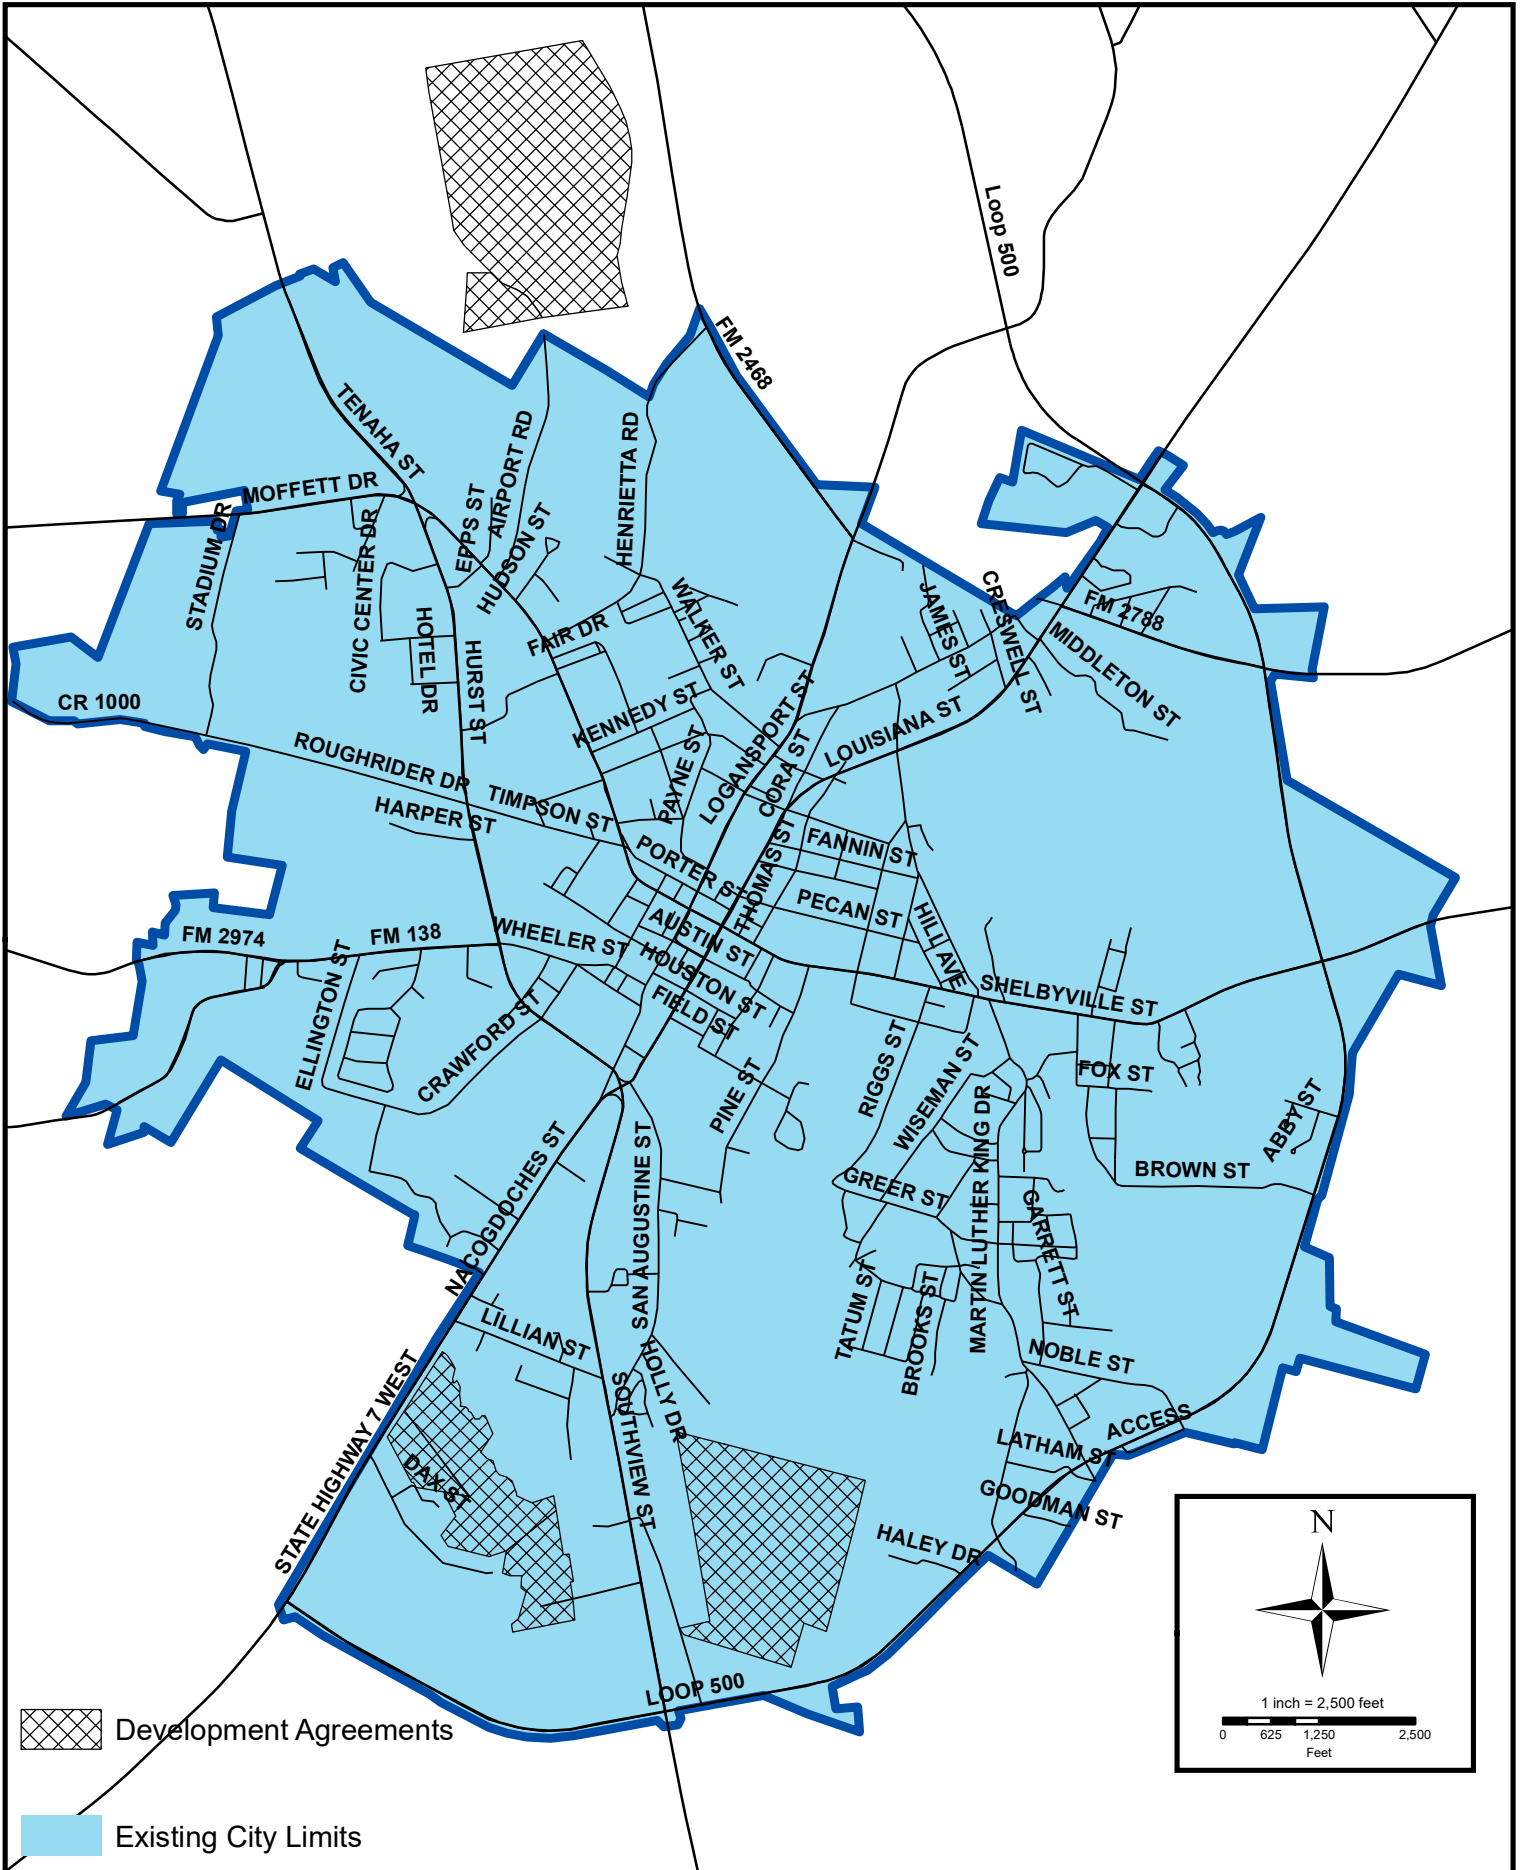 Loop 500
FM 2468
TENAHA ST
MOFFETT DR
STADIUM DR
CIVIC CENTER DR
EPPS ST
AIRPORT RD
HUDSON ST
HENRIETTA RD
HOTEL DR
HURST ST
FAIR DR
WALKER ST
JAMES ST
CRESWELL ST
FM 2788
MIDDLETON ST
CR 1000
KENNEDY ST
PAYNE ST
LOGANSPORT ST
CORA ST
LOUISIANA ST
ROUGHRIDER DR
TIMPSON ST
HARPER ST
PORTER ST
THOMAS ST
FANNIN ST
PECAN ST
HILL AVE
FM 2974
FM 138
WHEELER ST
AUSTIN ST
HOUSTON ST
FIELD ST
SHELBYVILLE ST
ELLINGTON ST
CRAWFORD ST
PINE ST
RIGGS ST
WISEMAN ST
FOX ST
ABBY ST
BROWN ST
GREER ST
MARTIN LUTHER KING DR
GARRETT ST
NACOGDOCHES ST
SAN AUGUSTINE ST
TATUM ST
BROOKS ST
LILLIAN ST
HOLLY DR
NOBLE ST
STATE HIGHWAY 7 WEST
SOUTHVIEW ST
DAX ST
ACCESS
LATHAM ST
GOODMAN ST
HALEY DR
LOOP 500
N
1 inch = 2,500 feet
0 625 1,250 2,500
Feet
Development Agreements
Existing City Limits